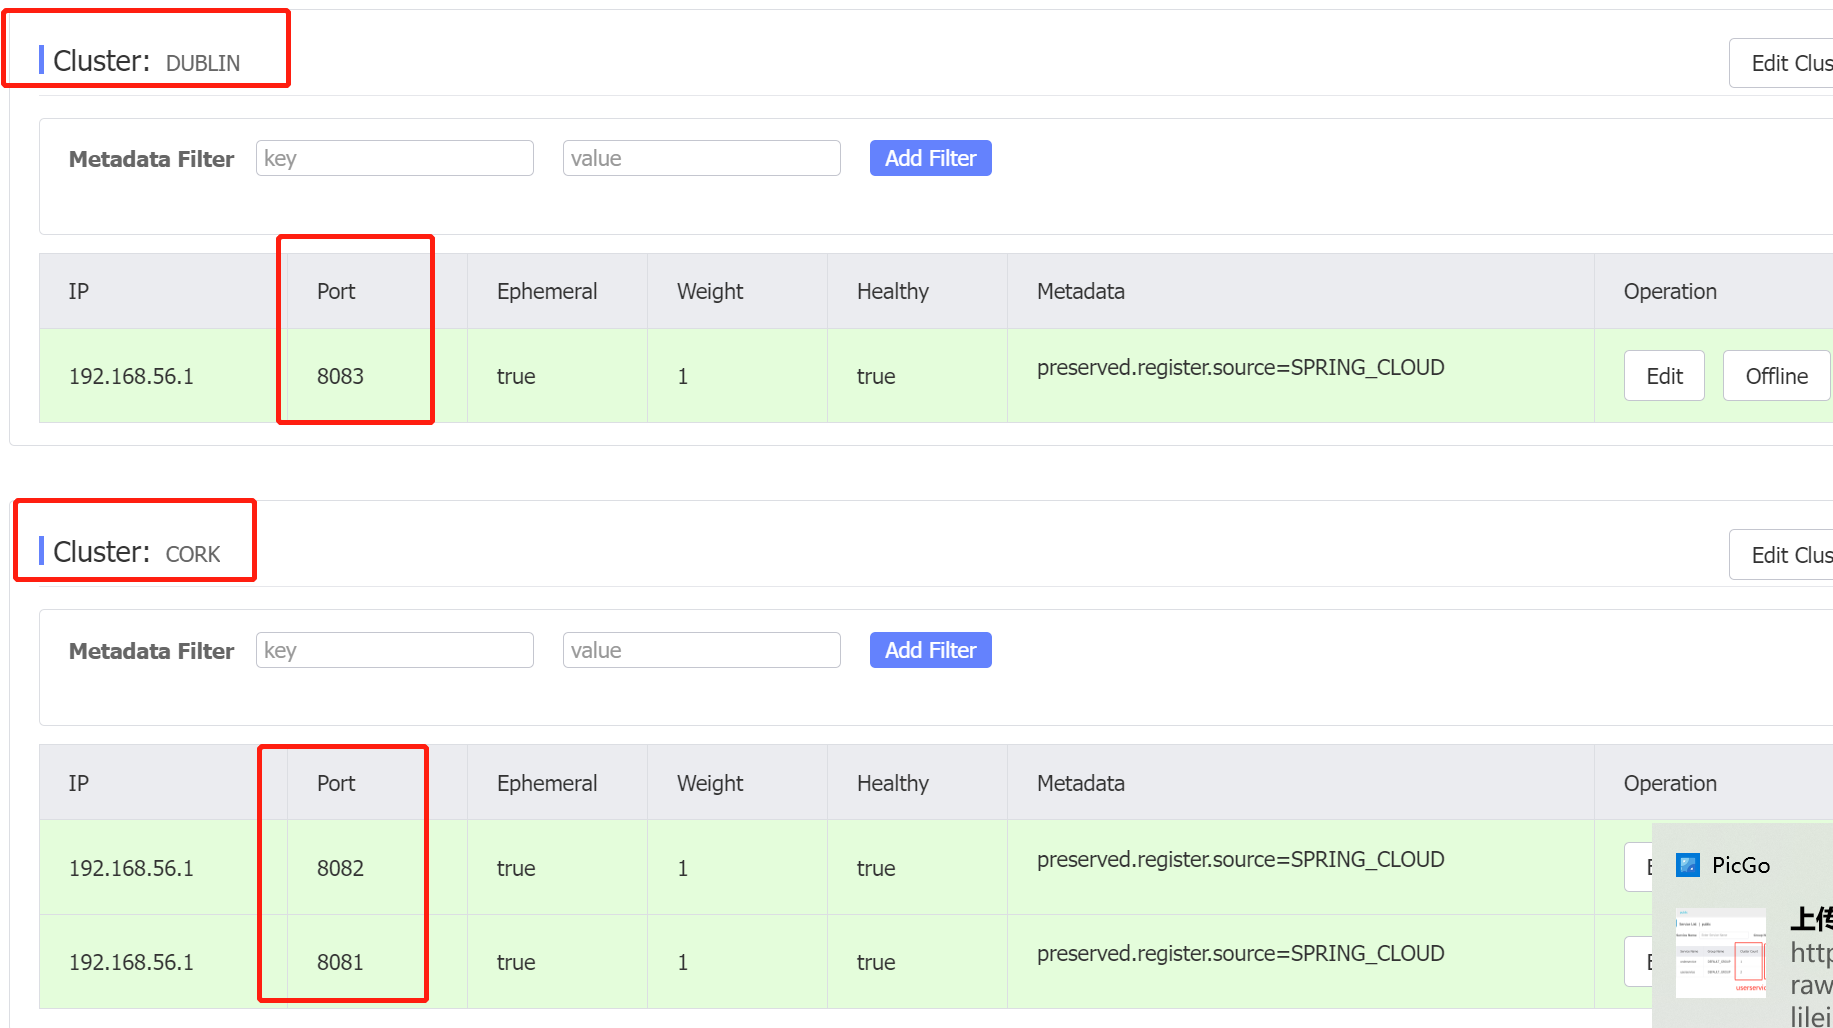 Cluster: DUBLIN
Edit Clus
Metadata Filter key value Add Filter
IP Port Ephemeral Weight Healthy Metadata Operation
192.168.56.1 8083 true 1 true preserved.register.source=SPRING_CLOUD Edit Offline
Cluster: CORK
Edit Clus
Metadata Filter key value Add Filter
IP Port Ephemeral Weight Healthy Metadata Operation
192.168.56.1 8082 true 1 true preserved.register.source=SPRING_CLOUD
192.168.56.1 8081 true 1 true preserved.register.source=SPRING_CLOUD
PicGo
上传
http
raw
lilei